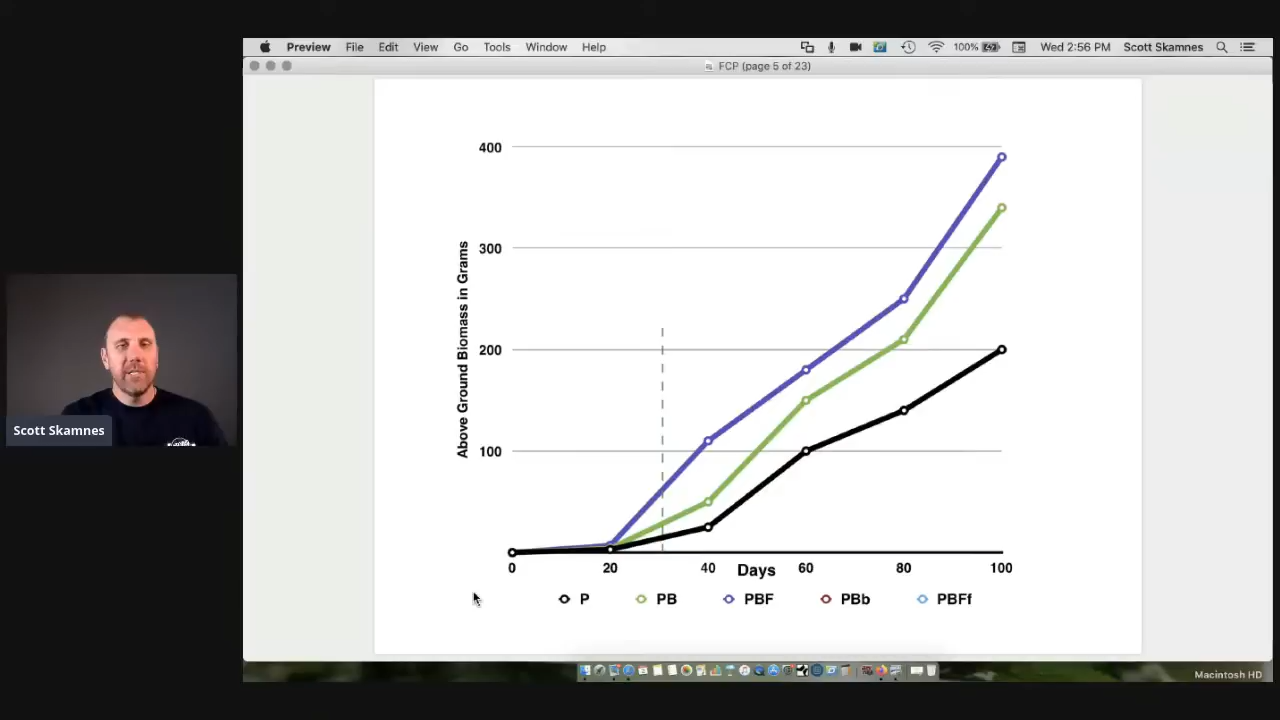 Preview File Edit View Go Tools Window Help 100% Wed 2:56 PM Scott Skamnes
FCP (page 5 of 23)
400
300
200
100
Above Ground Biomass in Grams
0 20 40 60 80 100
Days
P PB PBF PBb PBFf
Scott Skamnes
Macintosh HD